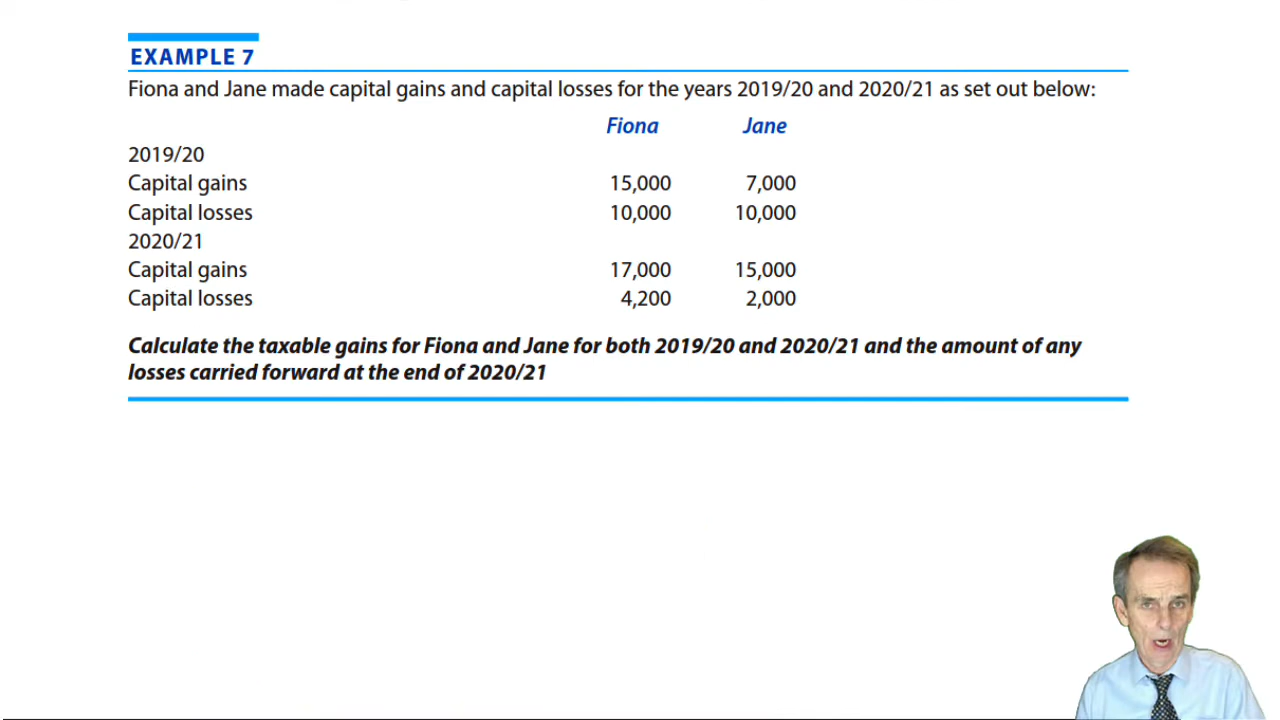 EXAMPLE 7
Fiona and Jane made capital gains and capital losses for the years 2019/20 and 2020/21 as set out below:
Fiona Jane
2019/20
Capital gains 15,000 7,000
Capital losses 10,000 10,000
2020/21
Capital gains 17,000 15,000
Capital losses 4,200 2,000
Calculate the taxable gains for Fiona and Jane for both 2019/20 and 2020/21 and the amount of any
losses carried forward at the end of 2020/21